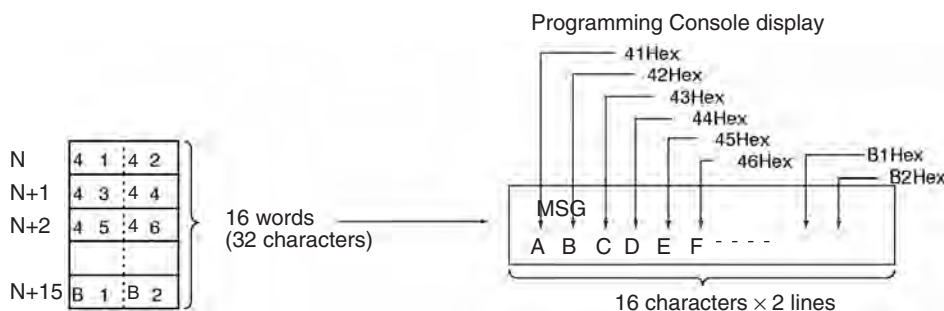 Programming Console display
41Hex
42Hex
43Hex
44Hex
45Hex
46Hex
B1Hex
B2Hex
N 4 1 4 2
N+1 4 3 4 4
N+2 4 5 4 6
N+15 B 1 B 2
16 words
(32 characters)
MSG
A B C D E F - - - -
16 characters × 2 lines